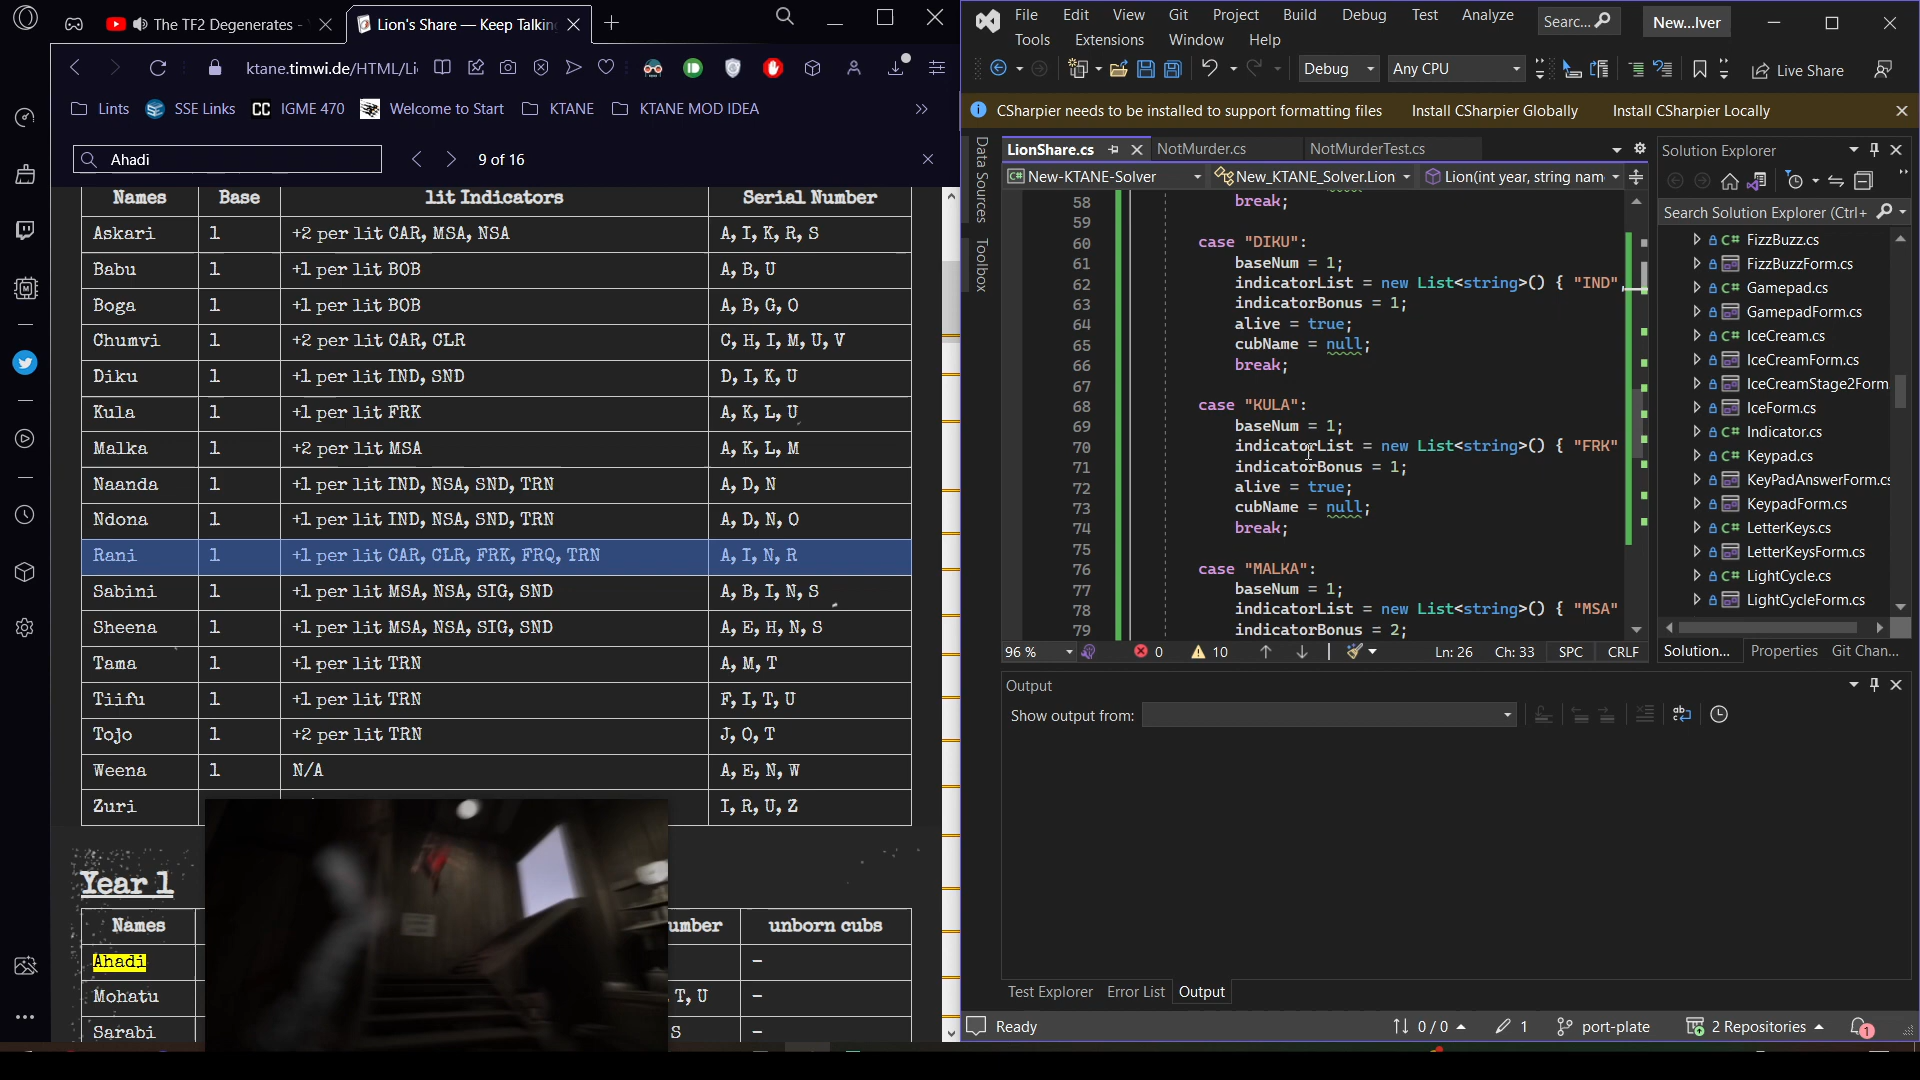 The TF2 Degenerates -
Lion's Share — Keep Talkin
ktane.timwi.de/HTML/Li
Lints
SSE Links
CC IGME 470
Welcome to Start
KTANE
KTANE MOD IDEA
Ahadi
9 of 16
Names Base lit Indicators Serial Number
Askari 1 +2 per lit CAR, MSA, NSA A, I, K, R, S
Babu 1 +1 per lit BOB A, B, U
Boga 1 +1 per lit BOB A, B, G, O
Chumvi 1 +2 per lit CAR, CLR C, H, I, M, U, V
Diku 1 +1 per lit IND, SND D, I, K, U
Kula 1 +1 per lit FRK A, K, L, U
Malka 1 +2 per lit MSA A, K, L, M
Naanda 1 +1 per lit IND, NSA, SND, TRN A, D, N
Ndona 1 +1 per lit IND, NSA, SND, TRN A, D, N, O
Rani 1 +1 per lit CAR, CLR, FRK, FRQ, TRN A, I, N, R
Sabini 1 +1 per lit MSA, NSA, SIG, SND A, B, I, N, S
Sheena 1 +1 per lit MSA, NSA, SIG, SND A, E, H, N, S
Tama 1 +1 per lit TRN A, M, T
Tiifu 1 +1 per lit TRN F, I, T, U
Tojo 1 +2 per lit TRN J, O, T
Weena 1 N/A A, E, N, W
Zuri I, R, U, Z
Year 1
Names umber unborn cubs
Ahadi –
Mohatu , T, U –
Sarabi S –
File Edit View Git Project Build Debug Test Analyze
Tools Extensions Window Help
Searc...
New...lver
Debug Any CPU Live Share
CSharpier needs to be installed to support formatting files Install CSharpier Globally Install CSharpier Locally
Data Sources
Toolbox
LionShare.cs NotMurder.cs NotMurderTest.cs
C# New-KTANE-Solver New_KTANE_Solver.Lion Lion(int year, string nam
58 break;
59
60 case "DIKU":
61 baseNum = 1;
62 indicatorList = new List<string>() { "IND",
63 indicatorBonus = 1;
64 alive = true;
65 cubName = null;
66 break;
67
68 case "KULA":
69 baseNum = 1;
70 indicatorList = new List<string>() { "FRK"
71 indicatorBonus = 1;
72 alive = true;
73 cubName = null;
74 break;
75
76 case "MALKA":
77 baseNum = 1;
78 indicatorList = new List<string>() { "MSA"
79 indicatorBonus = 2;
96 % 0 10 Ln: 26 Ch: 33 SPC CRLF
Solution Explorer
Search Solution Explorer (Ctrl+
C# FizzBuzz.cs
FizzBuzzForm.cs
C# Gamepad.cs
GamepadForm.cs
C# IceCream.cs
IceCreamForm.cs
IceCreamStage2Form.
IceForm.cs
C# Indicator.cs
C# Keypad.cs
KeyPadAnswerForm.cs
KeypadForm.cs
C# LetterKeys.cs
LetterKeysForm.cs
C# LightCycle.cs
LightCycleForm.cs
Solution... Properties Git Chan...
Output
Show output from:
Test Explorer Error List Output
Ready 0 / 0 1 port-plate 2 Repositories 1